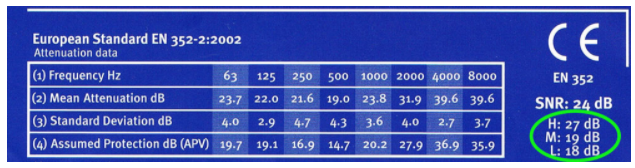 European Standard EN 352-2:2002
Attenuation data
(1) Frequency Hz 63 125 250 500 1000 2000 4000 8000
(2) Mean Attenuation dB 23.7 22.0 21.6 19.0 23.8 31.9 39.6 39.6
(3) Standard Deviation dB 4.0 2.9 4.7 4.3 3.6 4.0 2.7 3.7
(4) Assumed Protection dB (APV) 19.7 19.1 16.9 14.7 20.2 27.9 36.9 35.9
CE
EN 352
SNR: 24 dB
H: 27 dB
M: 19 dB
L: 18 dB